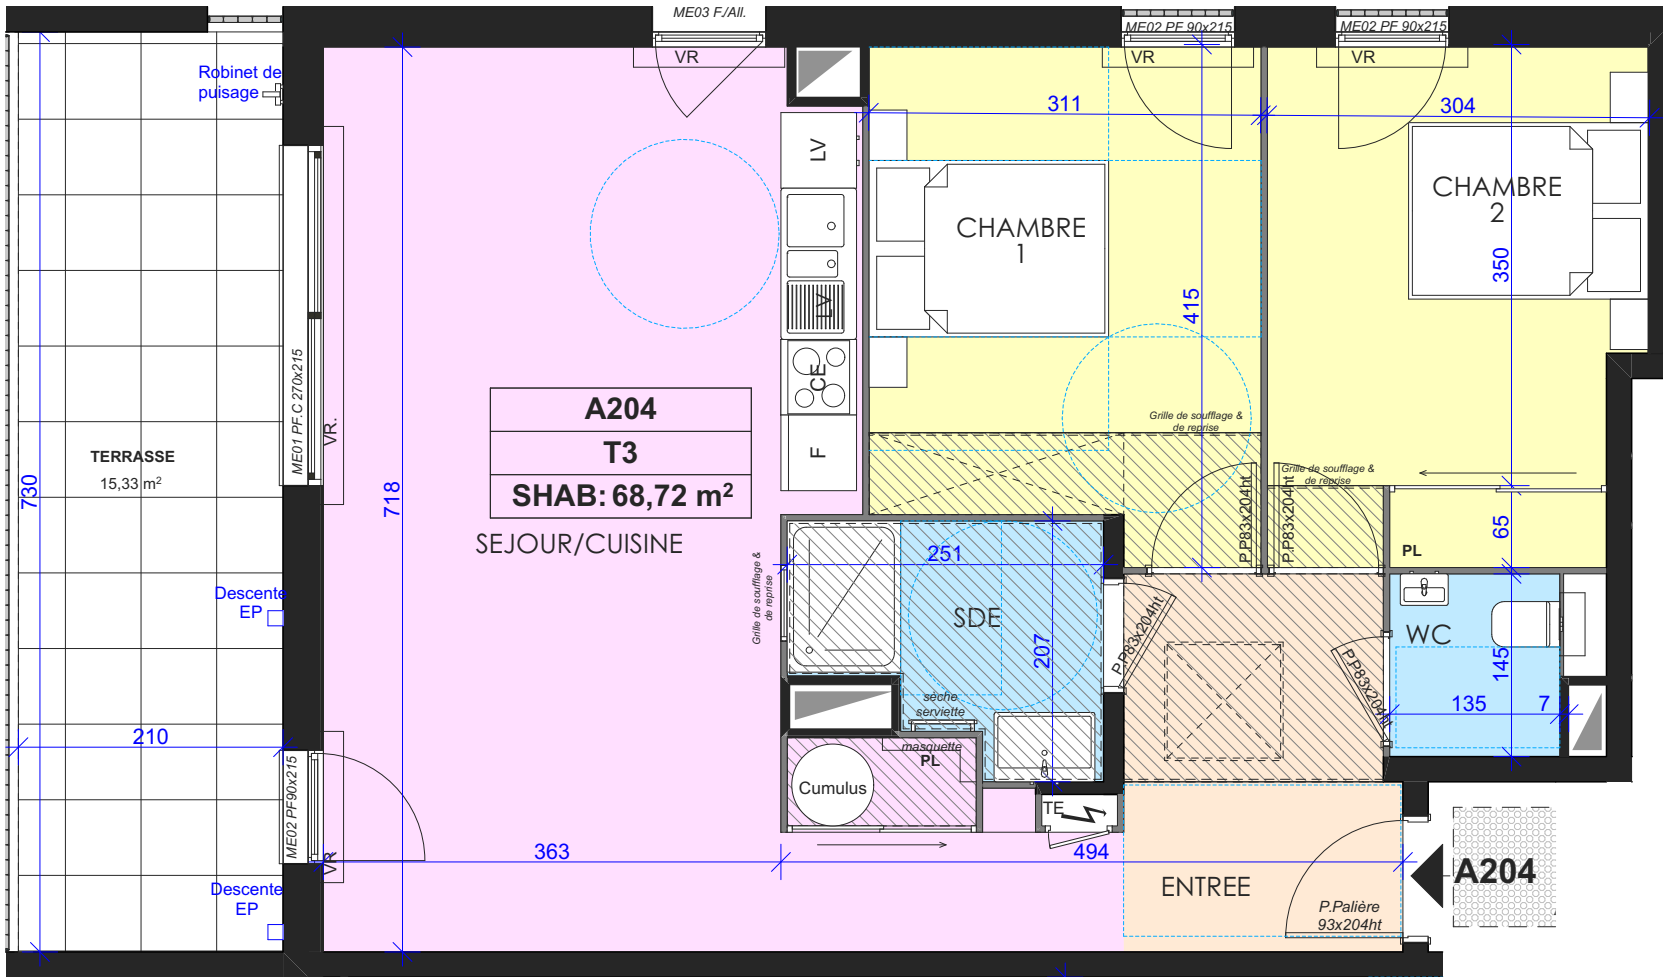 ME03 F/All.
ME02 PF 90x215
ME02 PF 90x215
VR
VR
VR
Robinet de
puisage
311
304
LV
CHAMBRE
1
CHAMBRE
2
350
415
LV
CE
F
ME01 PF.C 270x215
VR.
A204
T3
SHAB: 68,72 m²
SEJOUR/CUISINE
TERRASSE
15,33 m²
730
718
Grille de soufflage &
de reprise
Grille de soufflage &
de reprise
P.P83x204ht
P.P83x204ht
65
PL
251
Grille de soufflage &
de reprise
SDE
207
P.P83x204ht
WC
145
P.P83x204ht
135
7
Descente
EP
sèche
serviette
masquette
PL
Cumulus
TE
210
ME02 PF90x215
VR
363
494
Descente
EP
ENTREE
P.Palière
93x204ht
A204